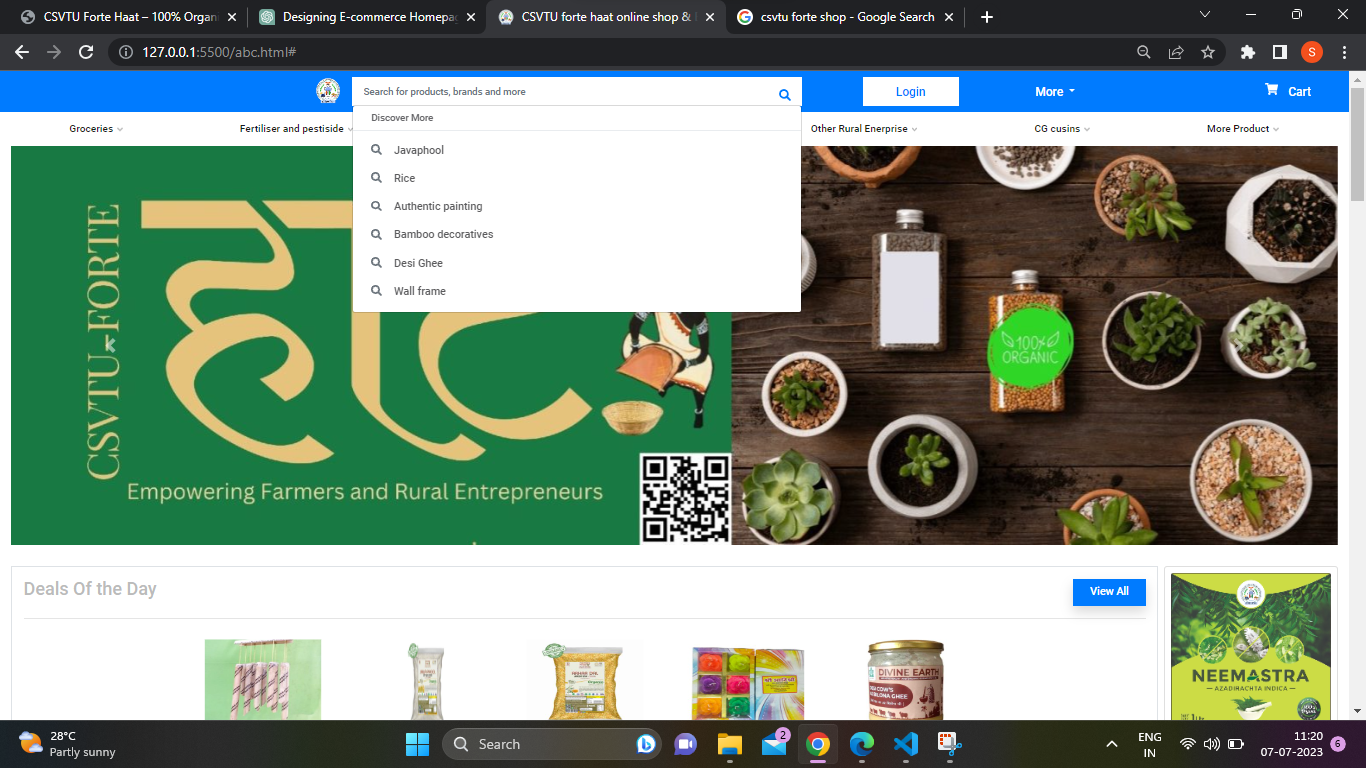 CSVTU Forte Haat – 100% Organi
Designing E-commerce Homepag
CSVTU forte haat online shop &
csvtu forte shop - Google Search
127.0.0.1:5500/abc.html#
S
Search for products, brands and more
Login
More
Cart
Discover More
Groceries
Fertiliser and pestiside
Other Rural Enerprise
CG cusins
More Product
Javaphool
Rice
Authentic painting
Bamboo decoratives
Desi Ghee
Wall frame
CSVTU-FORTE
हाट
Empowering Farmers and Rural Entrepreneurs
100%
ORGANIC
Deals Of the Day
View All
DIVINE EARTH
NEEMASTRA
AZADIRACHTA INDICA
28°C
Partly sunny
Search
2
ENG
IN
11:20
07-07-2023
6